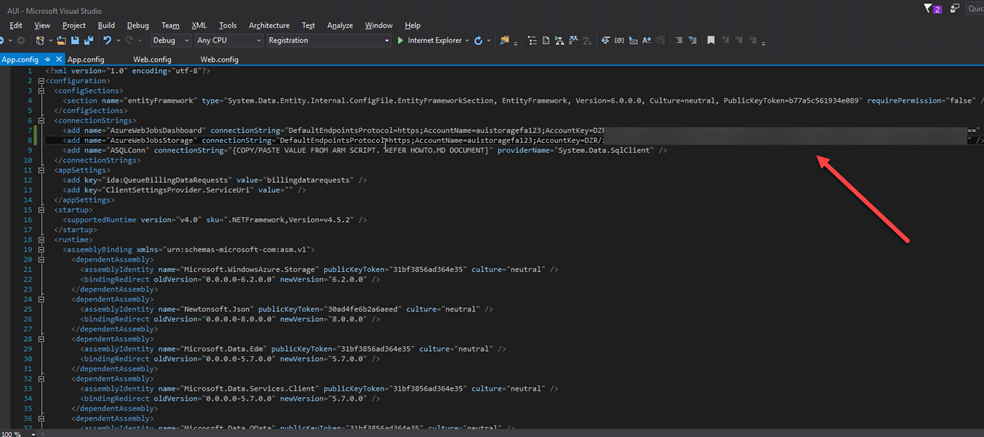 AUI - Microsoft Visual Studio
2
Quic
File Edit View Project Build Debug Team XML Tools Architecture Test Analyze Window Help
Debug Any CPU Registration Internet Explorer
App.config App.config Web.config Web.config
1 <?xml version="1.0" encoding="utf-8"?>
2 <configuration>
3 <configSections>
4 <section name="entityFramework" type="System.Data.Entity.Internal.ConfigFile.EntityFrameworkSection, EntityFramework, Version=6.0.0.0, Culture=neutral, PublicKeyToken=b77a5c561934e089" requirePermission="false" /
5 </configSections>
6 <connectionStrings>
7 <add name="AzureWebJobsDashboard" connectionString="DefaultEndpointsProtocol=https;AccountName=auistoragefa123;AccountKey=DZF =="
8 <add name="AzureWebJobsStorage" connectionString="DefaultEndpointsProtocol=https;AccountName=auistoragefa123;AccountKey=DZR/ " />
9 <add name="ASQLConn" connectionString="{COPY/PASTE VALUE FROM ARM SCRIPT. REFER HOWTO.MD DOCUMENT}" providerName="System.Data.SqlClient" />
10 </connectionStrings>
11 <appSettings>
12 <add key="ida:QueueBillingDataRequests" value="billingdatarequests" />
13 <add key="ClientSettingsProvider.ServiceUri" value="" />
14 </appSettings>
15 <startup>
16 <supportedRuntime version="v4.0" sku=".NETFramework,Version=v4.5.2" />
17 </startup>
18 <runtime>
19 <assemblyBinding xmlns="urn:schemas-microsoft-com:asm.v1">
20 <dependentAssembly>
21 <assemblyIdentity name="Microsoft.WindowsAzure.Storage" publicKeyToken="31bf3856ad364e35" culture="neutral" />
22 <bindingRedirect oldVersion="0.0.0.0-6.2.0.0" newVersion="6.2.0.0" />
23 </dependentAssembly>
24 <dependentAssembly>
25 <assemblyIdentity name="Newtonsoft.Json" publicKeyToken="30ad4fe6b2a6aeed" culture="neutral" />
26 <bindingRedirect oldVersion="0.0.0.0-8.0.0.0" newVersion="8.0.0.0" />
27 </dependentAssembly>
28 <dependentAssembly>
29 <assemblyIdentity name="Microsoft.Data.Edm" publicKeyToken="31bf3856ad364e35" culture="neutral" />
30 <bindingRedirect oldVersion="0.0.0.0-5.7.0.0" newVersion="5.7.0.0" />
31 </dependentAssembly>
32 <dependentAssembly>
33 <assemblyIdentity name="Microsoft.Data.Services.Client" publicKeyToken="31bf3856ad364e35" culture="neutral" />
34 <bindingRedirect oldVersion="0.0.0.0-5.7.0.0" newVersion="5.7.0.0" />
35 </dependentAssembly>
36 <dependentAssembly>
37 <assemblyIdentity name="Microsoft.Data.OData" publicKeyToken="31bf3856ad364e35" culture="neutral" />
100 %